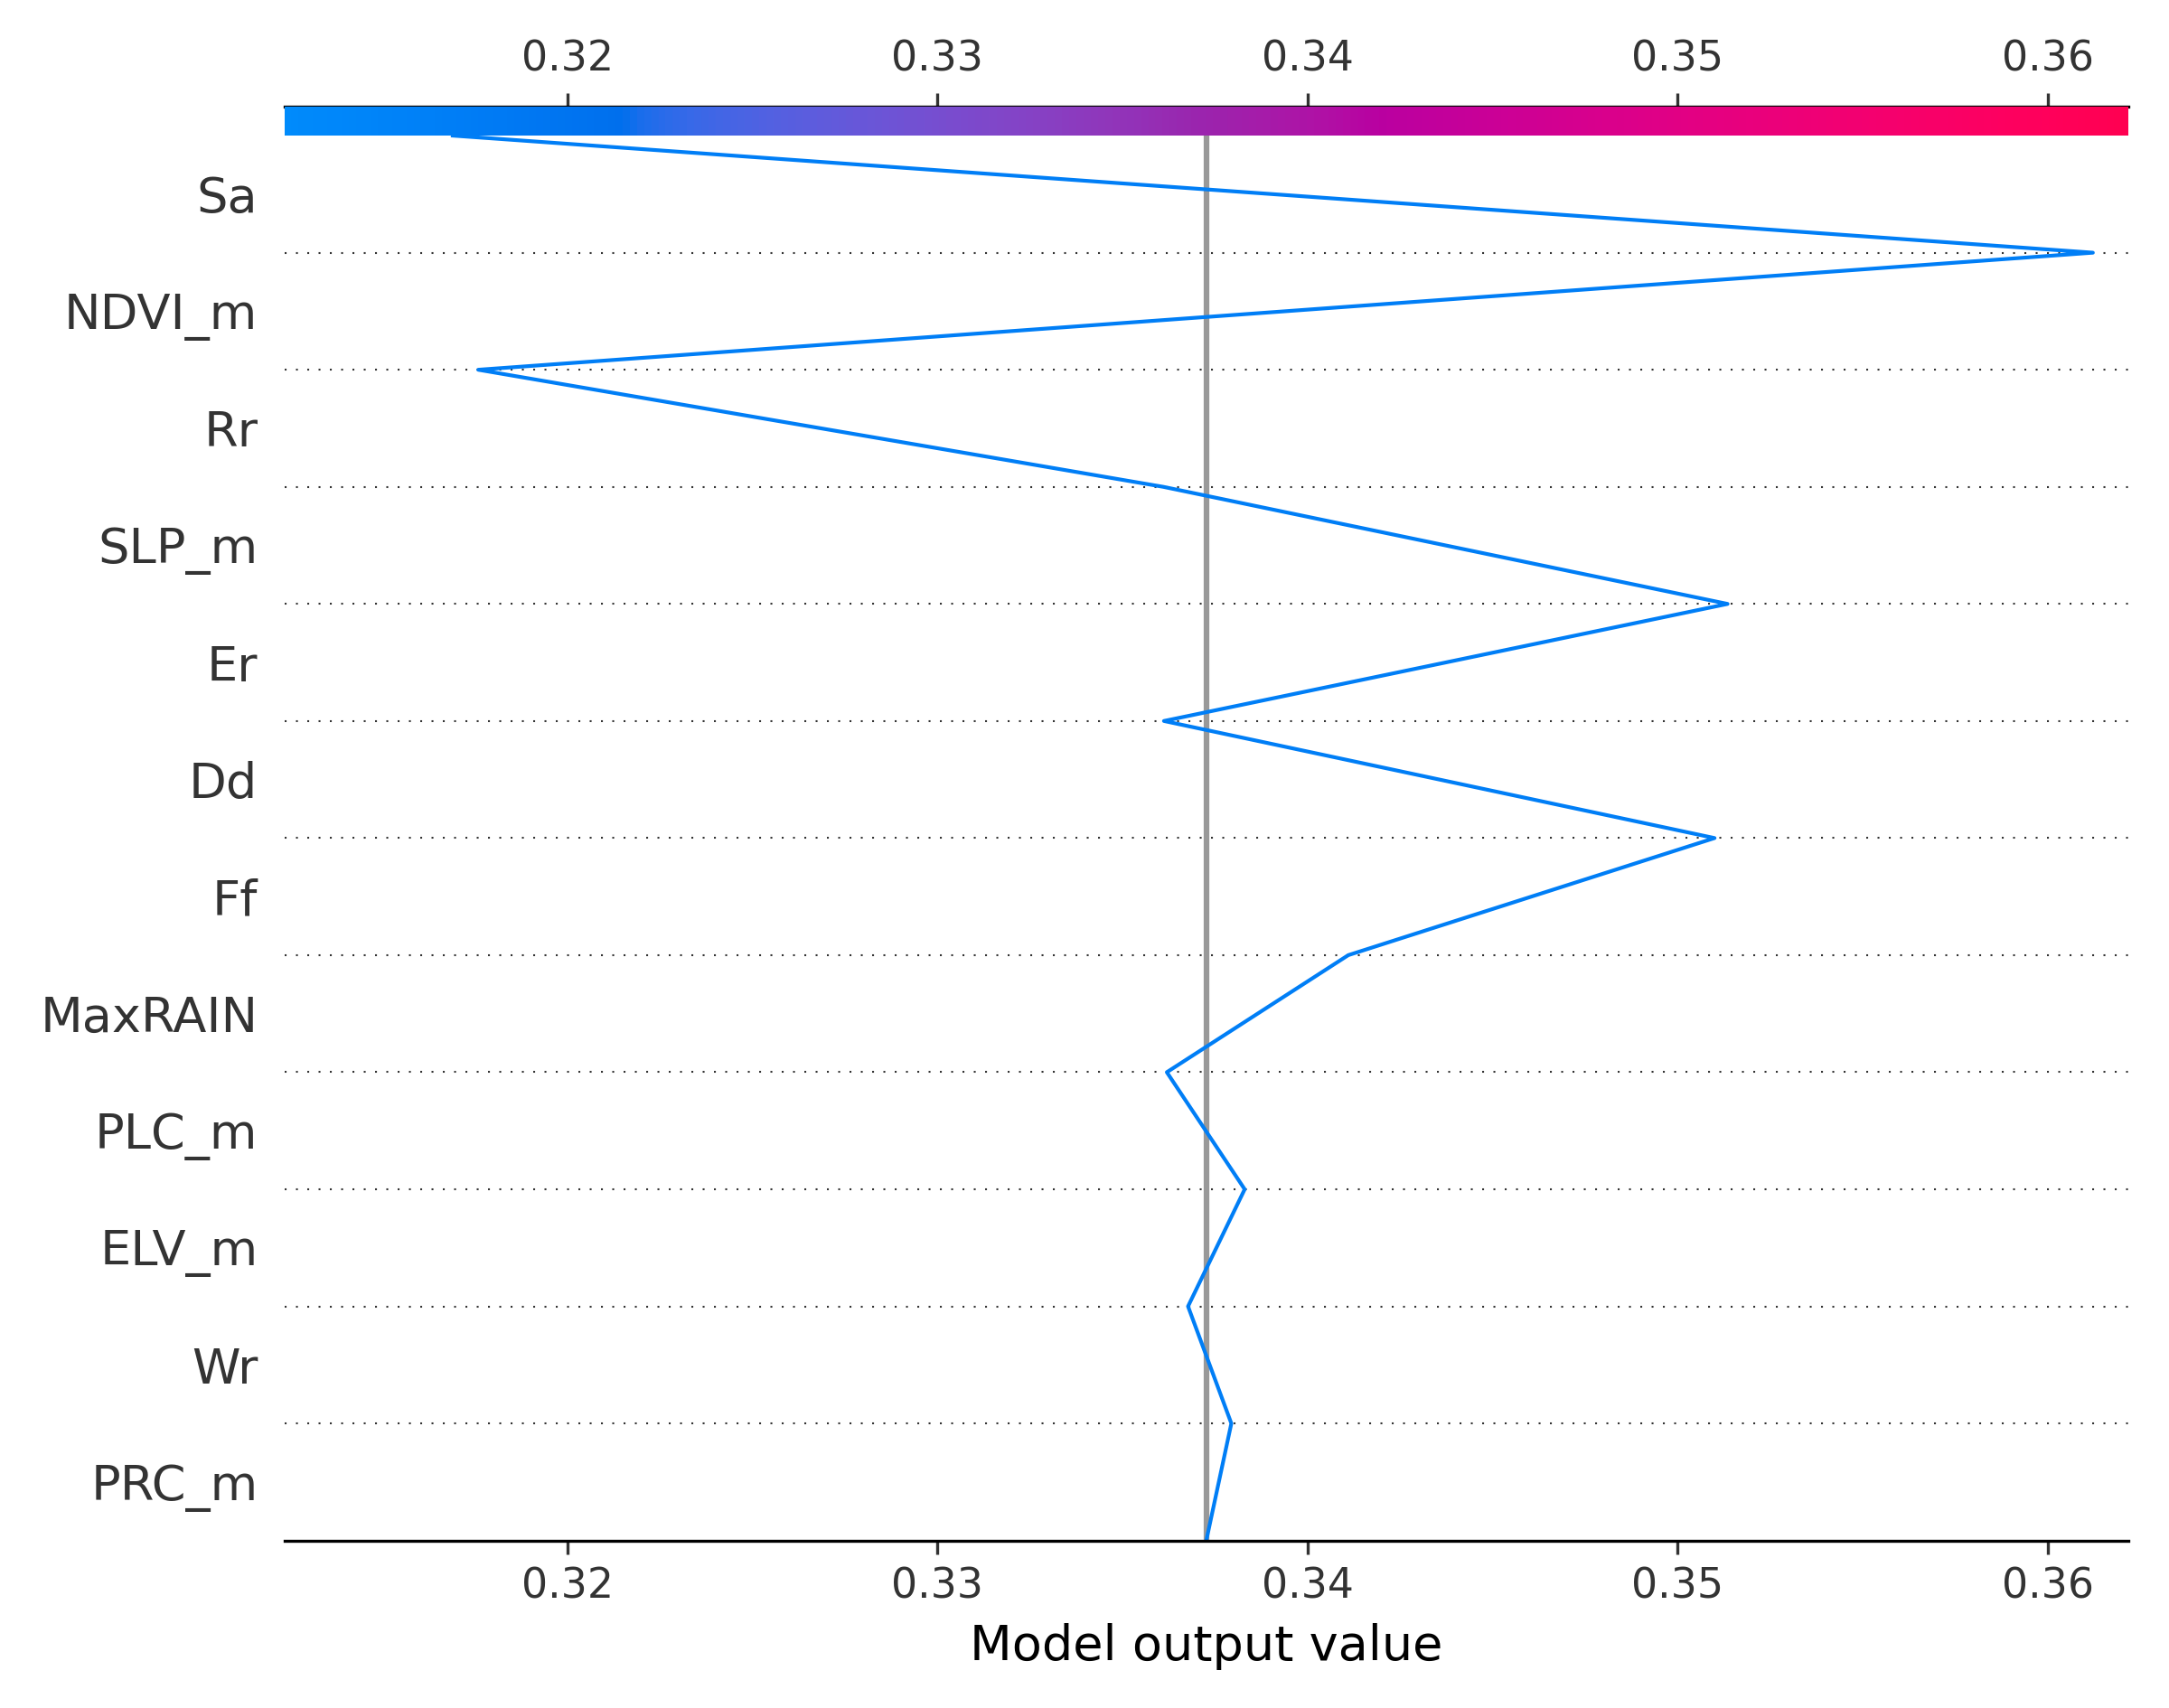 0.32 0.33 0.34 0.35 0.36
Sa
NDVI_m
Rr
SLP_m
Er
Dd
Ff
MaxRAIN
PLC_m
ELV_m
Wr
PRC_m
0.32 0.33 0.34 0.35 0.36
Model output value